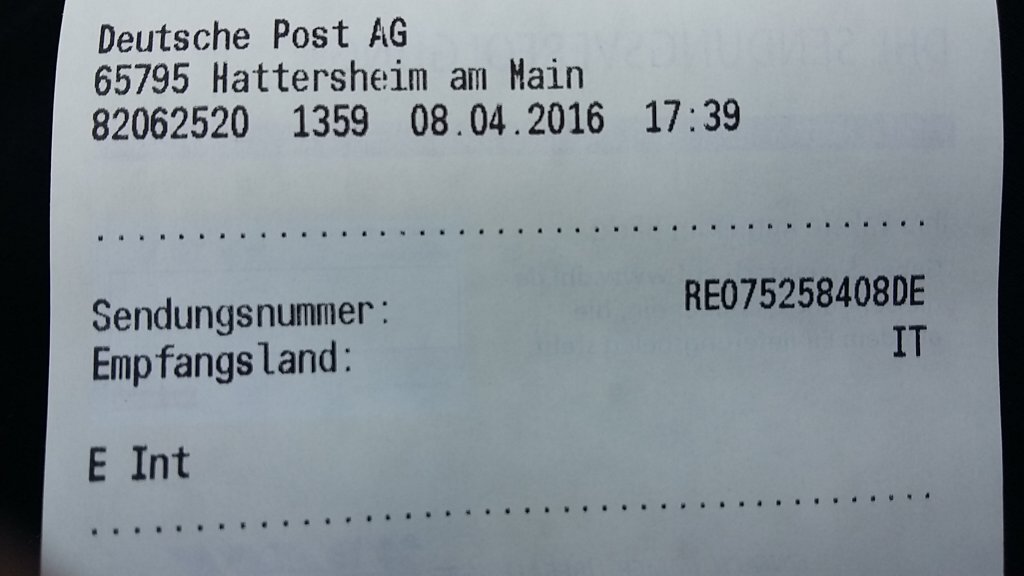 Deutsche Post AG
65795 Hattersheim am Main
82062520 1359 08.04.2016 17:39
........................................
Sendungsnummer: RE075258408DE
Empfangsland: IT
E Int
........................................